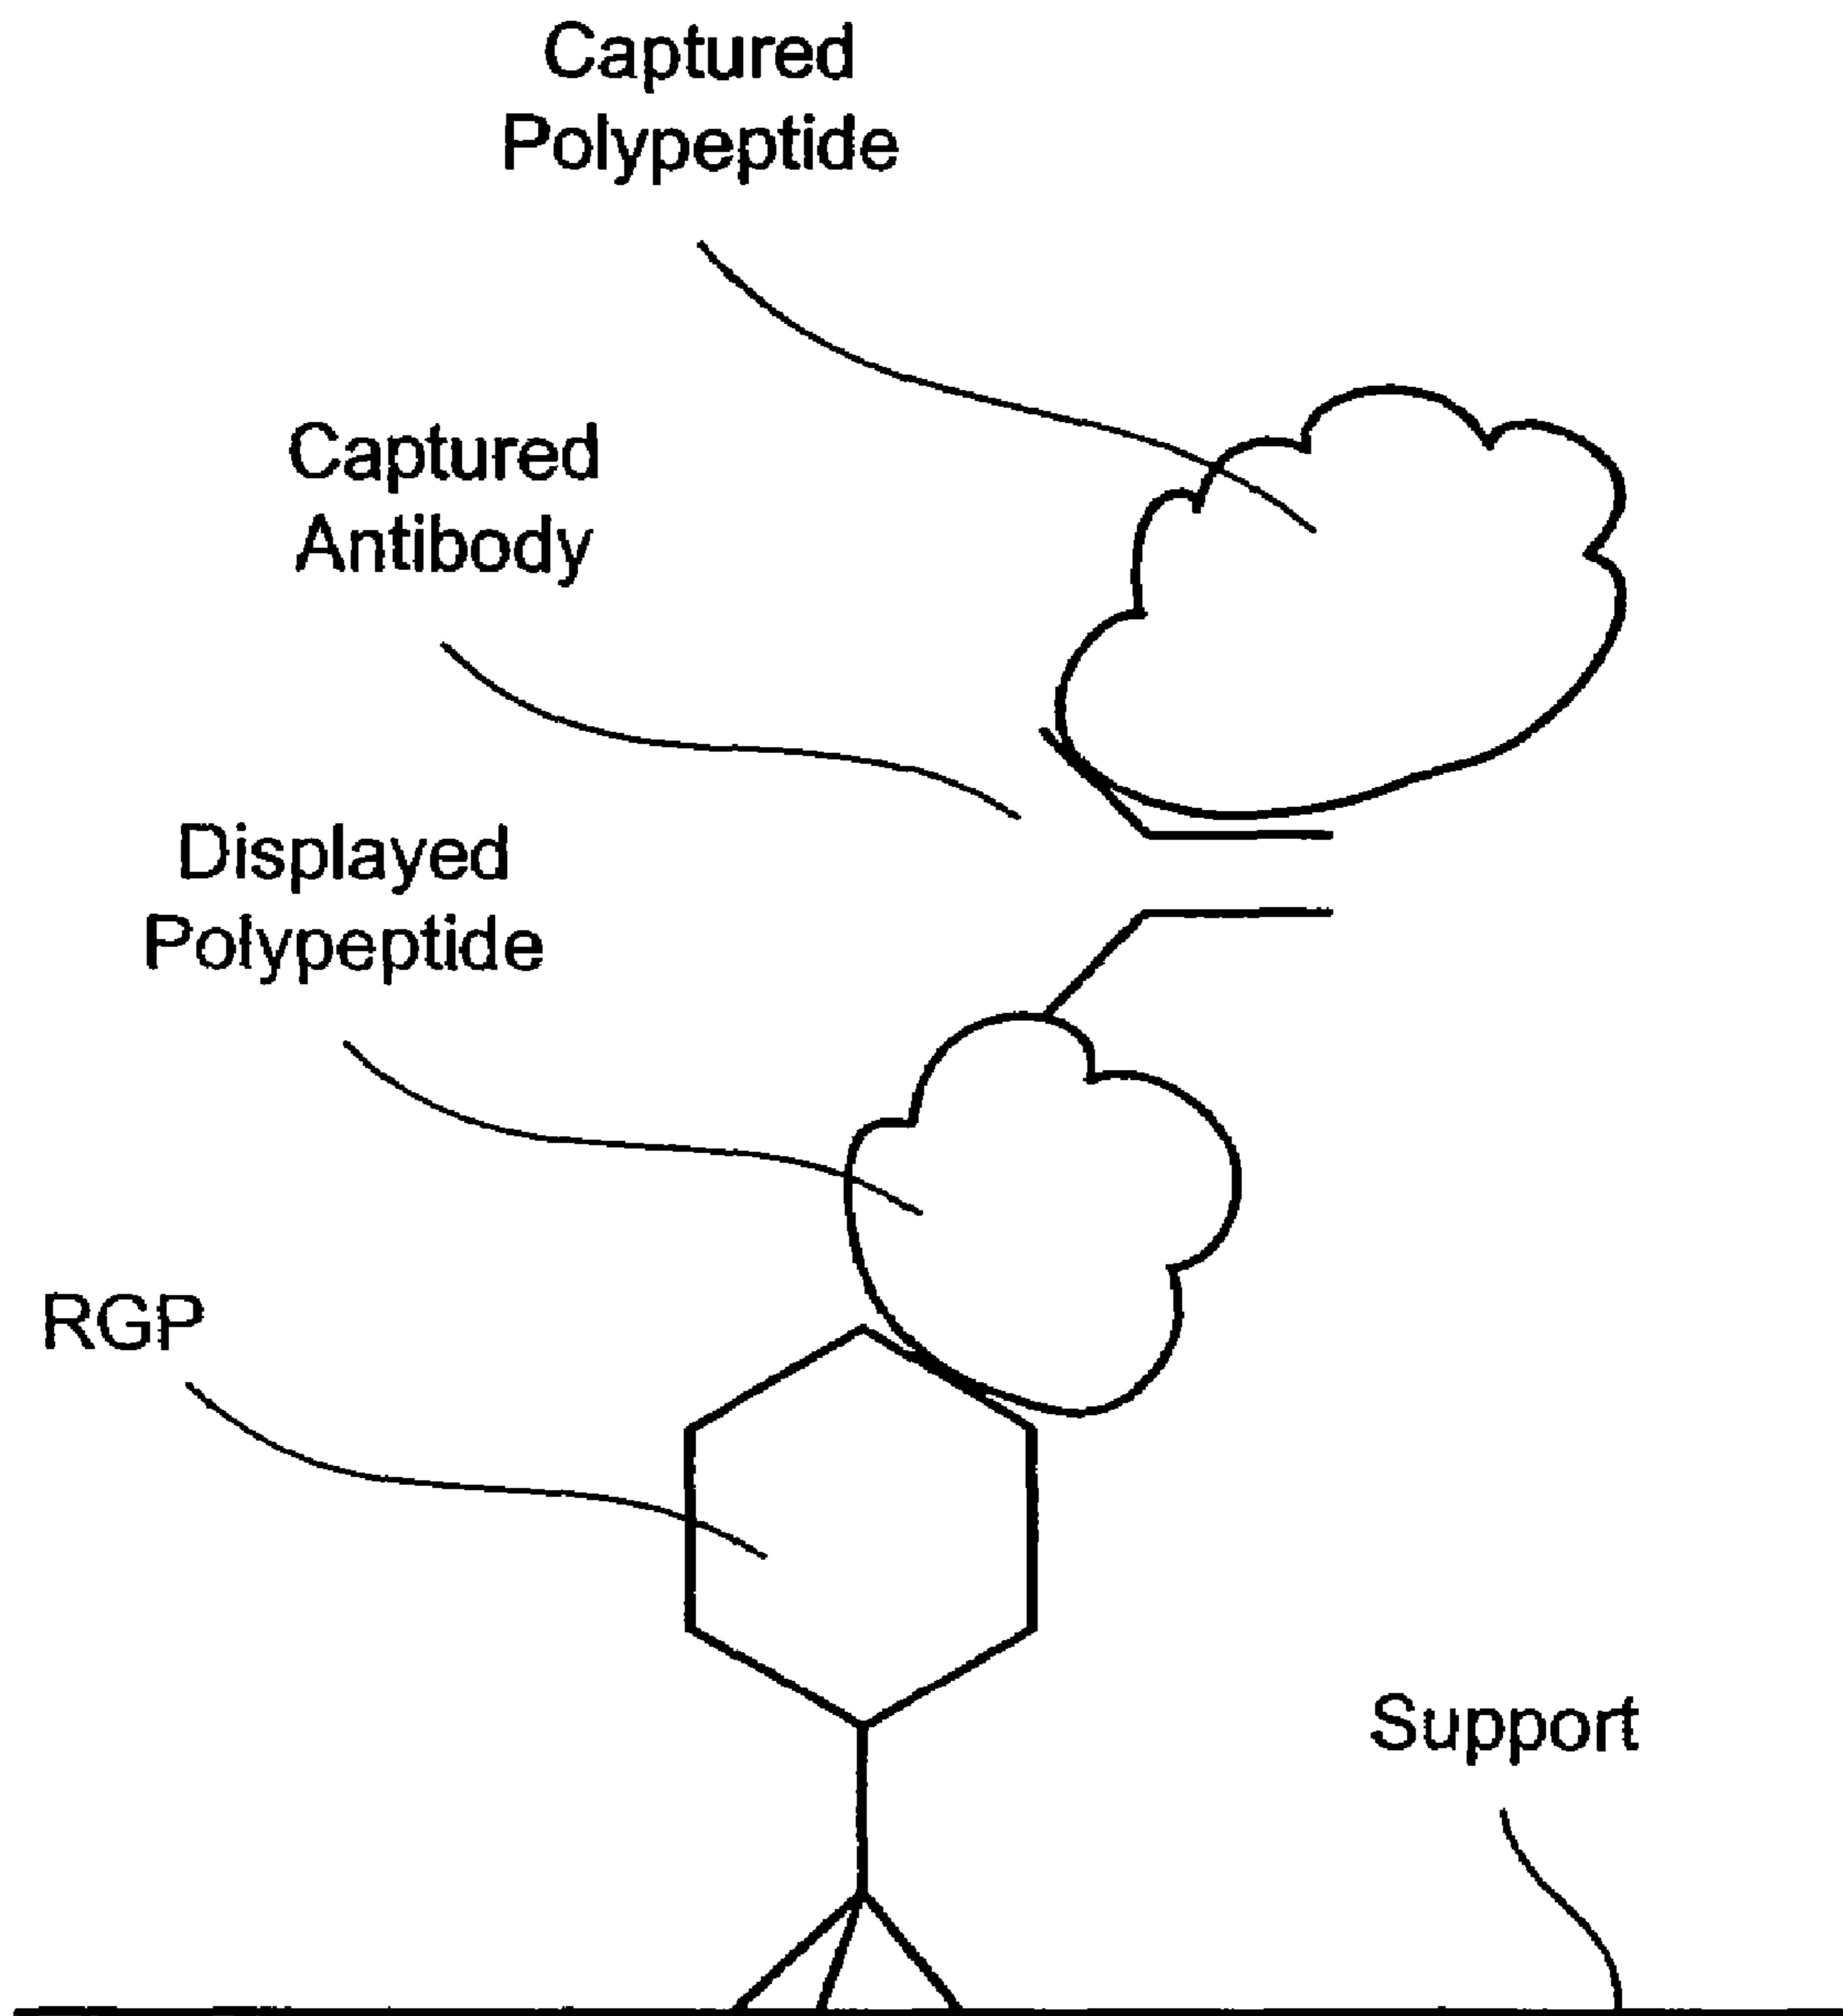 Captured
Polypeptide
Captured
Antibody
Displayed
Polypeptide
RGP
Support